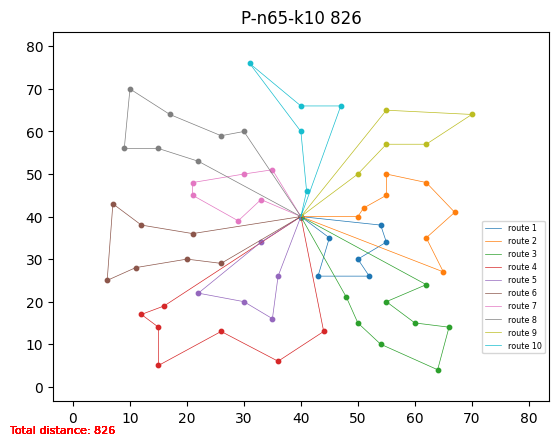 P-n65-k10 826
80
70
60
50
40
30
20
10
0
0 10 20 30 40 50 60 70 80
route 1
route 2
route 3
route 4
route 5
route 6
route 7
route 8
route 9
route 10
Total distance: 826